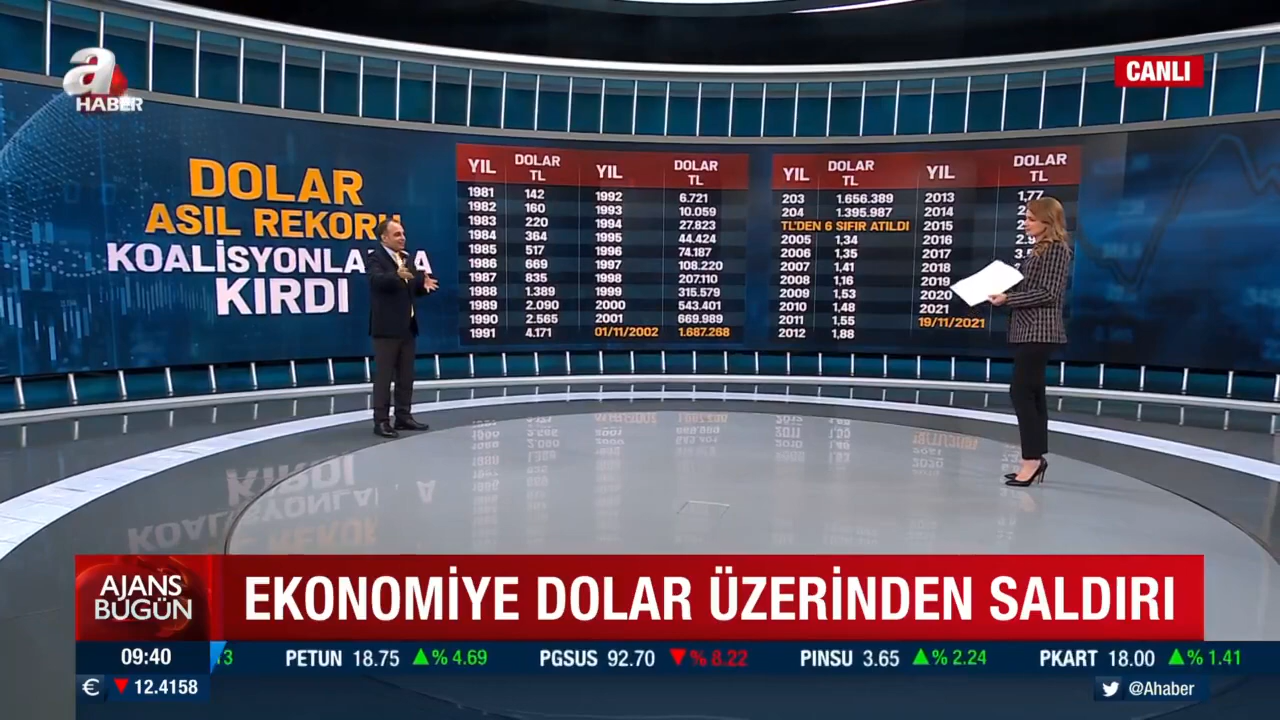 a
HABER
CANLI
DOLAR
ASIL REKORU
KOALİSYONLA
KIRDI
YIL DOLAR TL YIL DOLAR TL
1981 142 1992 6.721
1982 160 1993 10.059
1983 220 1994 27.823
1984 364 1995 44.424
1985 517 1996 74.187
1986 669 1997 108.220
1987 835 1998 207.110
1988 1.389 1999 315.579
1989 2.090 2000 543.401
1990 2.565 2001 669.989
1991 4.171 01/11/2002 1.687.268
YIL DOLAR TL YIL DOLAR TL
203 1.656.389 2013 1,77
204 1.395.987 2014
TL'DEN 6 SIFIR ATILDI 2015
2005 1,34 2016
2006 1,35 2017
2007 1,41 2018
2008 1,16 2019
2009 1,53 2020
2010 1,48 2021
2011 1,55 19/11/2021
2012 1,88
AJANS
BUGÜN
EKONOMİYE DOLAR ÜZERİNDEN SALDIRI
09:40 PETUN 18.75 % 4.69 PGSUS 92.70 % 8.22 PINSU 3.65 % 2.24 PKART 18.00 % 1.41
€ 12.4158
@Ahaber